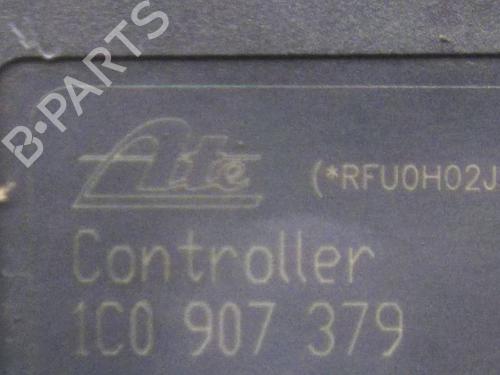 B-PARTS
Ate (*RFU0H02J
Controller
1C0 907 379